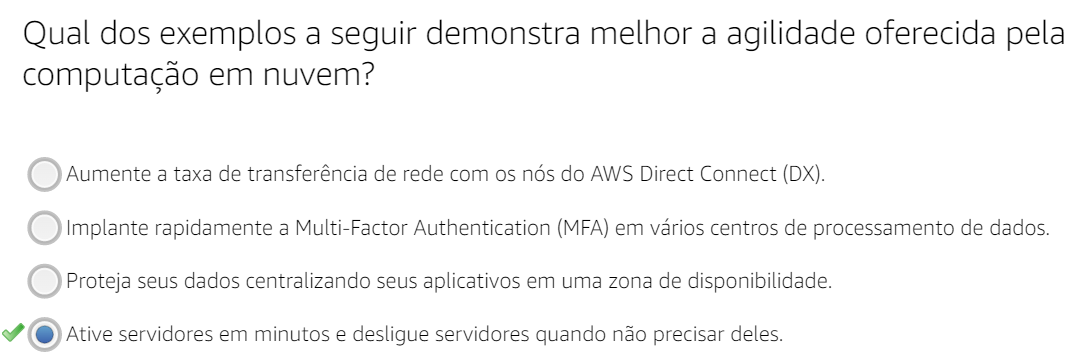 Qual dos exemplos a seguir demonstra melhor a agilidade oferecida pela
computação em nuvem?
Aumente a taxa de transferência de rede com os nós do AWS Direct Connect (DX).
Implante rapidamente a Multi-Factor Authentication (MFA) em vários centros de processamento de dados.
Proteja seus dados centralizando seus aplicativos em uma zona de disponibilidade.
Ative servidores em minutos e desligue servidores quando não precisar deles.